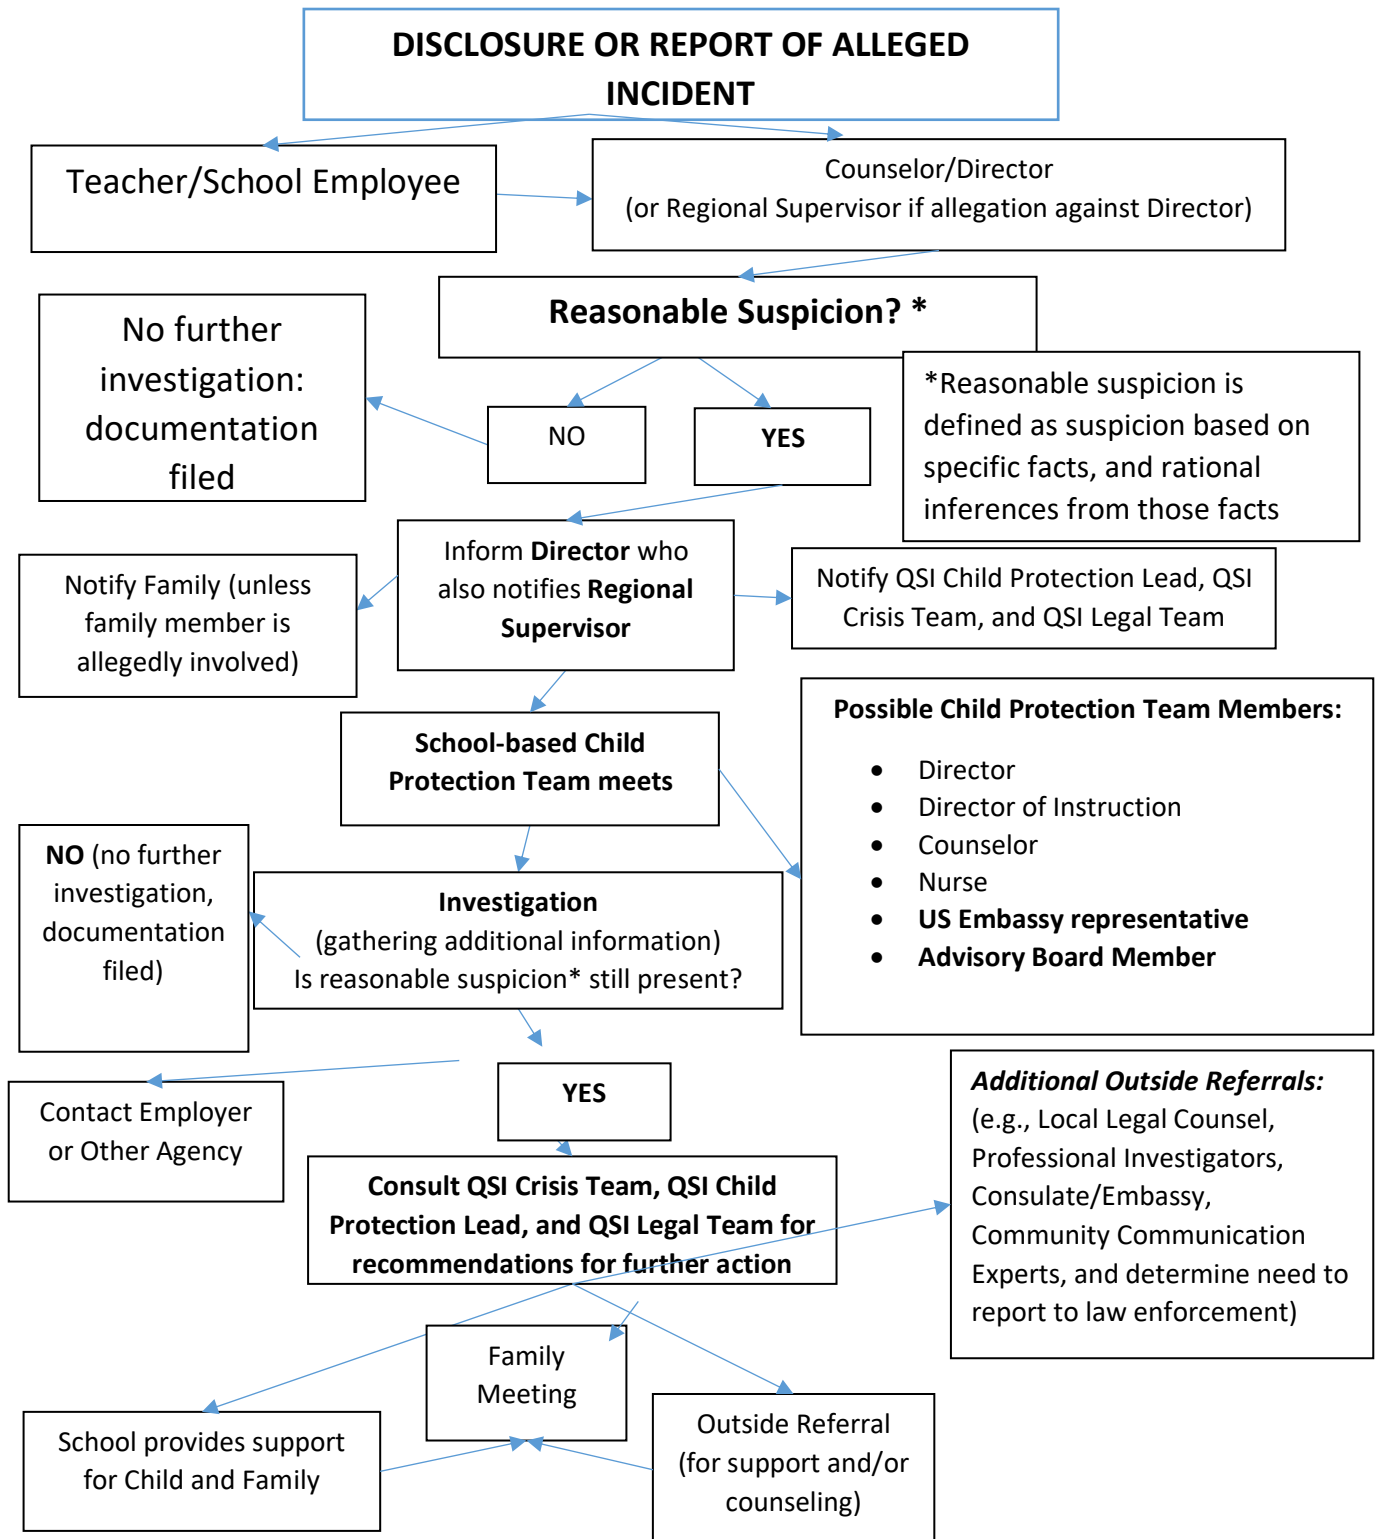 DISCLOSURE OR REPORT OF ALLEGED
INCIDENT
Teacher/School Employee
Counselor/Director
(or Regional Supervisor if allegation against Director)
Reasonable Suspicion? *
No further
investigation:
documentation
filed
NO
YES
*Reasonable suspicion is
defined as suspicion based on
specific facts, and rational
inferences from those facts
Inform Director who
also notifies Regional
Supervisor
Notify Family (unless
family member is
allegedly involved)
Notify QSI Child Protection Lead, QSI
Crisis Team, and QSI Legal Team
School-based Child
Protection Team meets
Possible Child Protection Team Members:
• Director
• Director of Instruction
• Counselor
• Nurse
• US Embassy representative
• Advisory Board Member
NO (no further
investigation,
documentation
filed)
Investigation
(gathering additional information)
Is reasonable suspicion* still present?
YES
Contact Employer
or Other Agency
Additional Outside Referrals:
(e.g., Local Legal Counsel,
Professional Investigators,
Consulate/Embassy,
Community Communication
Experts, and determine need to
report to law enforcement)
Consult QSI Crisis Team, QSI Child
Protection Lead, and QSI Legal Team for
recommendations for further action
Family
Meeting
School provides support
for Child and Family
Outside Referral
(for support and/or
counseling)